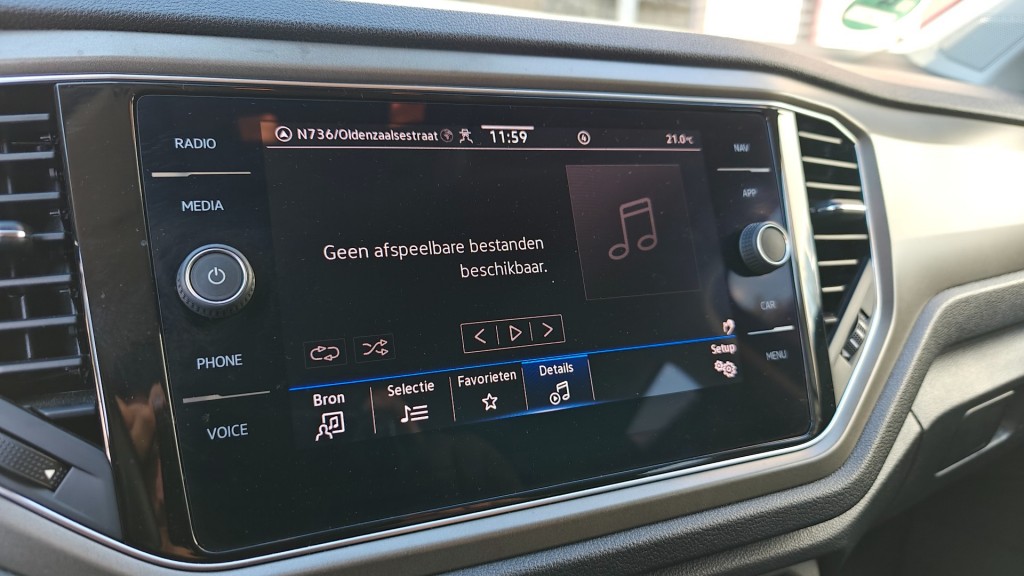 RADIO
MEDIA
PHONE
VOICE
N736/Oldenzaalsestraat
11:59
21.0°C
Geen afspeelbare bestanden
beschikbaar.
Bron
Selectie
Favorieten
Details
Setup
NAV
APP
CAR
MENU